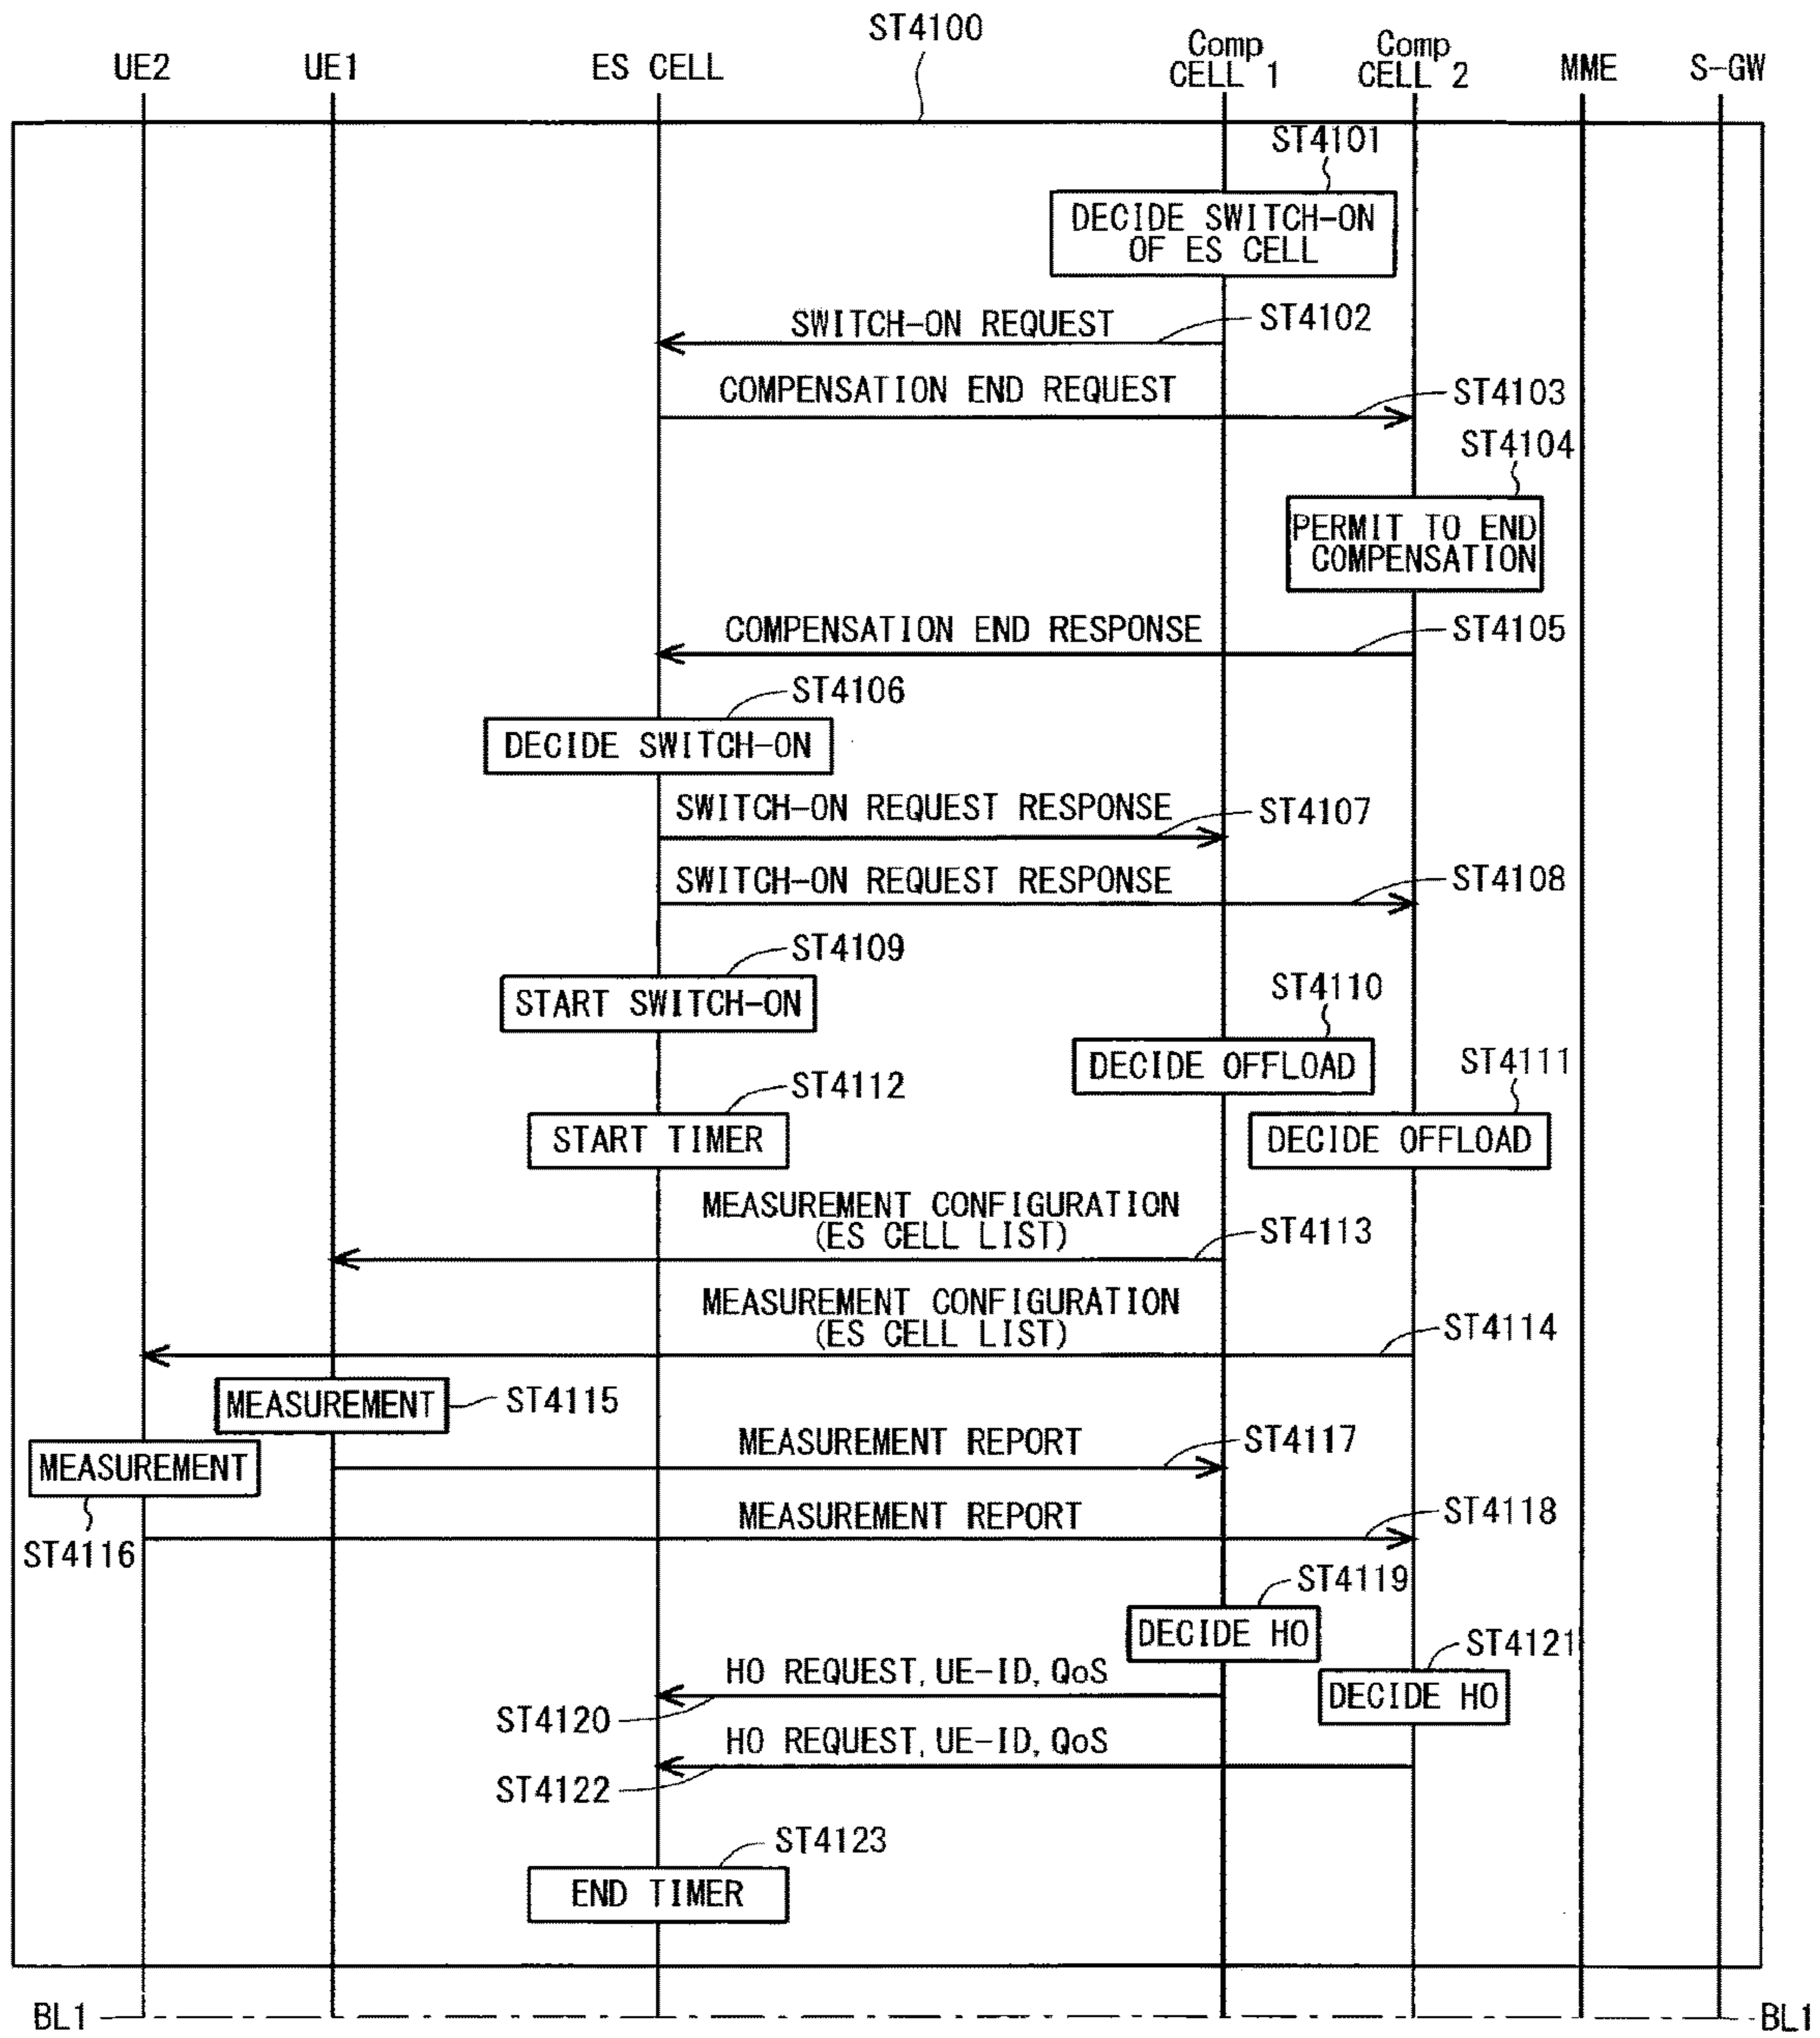 ST4100
UE2 UE1 ES CELL Comp CELL 1 Comp CELL 2 MME S-GW
ST4101
DECIDE SWITCH-ON
OF ES CELL
SWITCH-ON REQUEST ST4102
COMPENSATION END REQUEST ST4103
ST4104
PERMIT TO END
COMPENSATION
COMPENSATION END RESPONSE ST4105
ST4106
DECIDE SWITCH-ON
SWITCH-ON REQUEST RESPONSE ST4107
SWITCH-ON REQUEST RESPONSE ST4108
ST4109
START SWITCH-ON
ST4110
DECIDE OFFLOAD
ST4111
ST4112
START TIMER DECIDE OFFLOAD
MEASUREMENT CONFIGURATION
(ES CELL LIST) ST4113
MEASUREMENT CONFIGURATION
(ES CELL LIST) ST4114
MEASUREMENT ST4115
MEASUREMENT REPORT ST4117
MEASUREMENT
MEASUREMENT REPORT ST4118
ST4116
ST4119
DECIDE HO
ST4121
HO REQUEST, UE-ID, QoS
DECIDE HO
ST4120
HO REQUEST, UE-ID, QoS
ST4122
ST4123
END TIMER
BL1 BL1